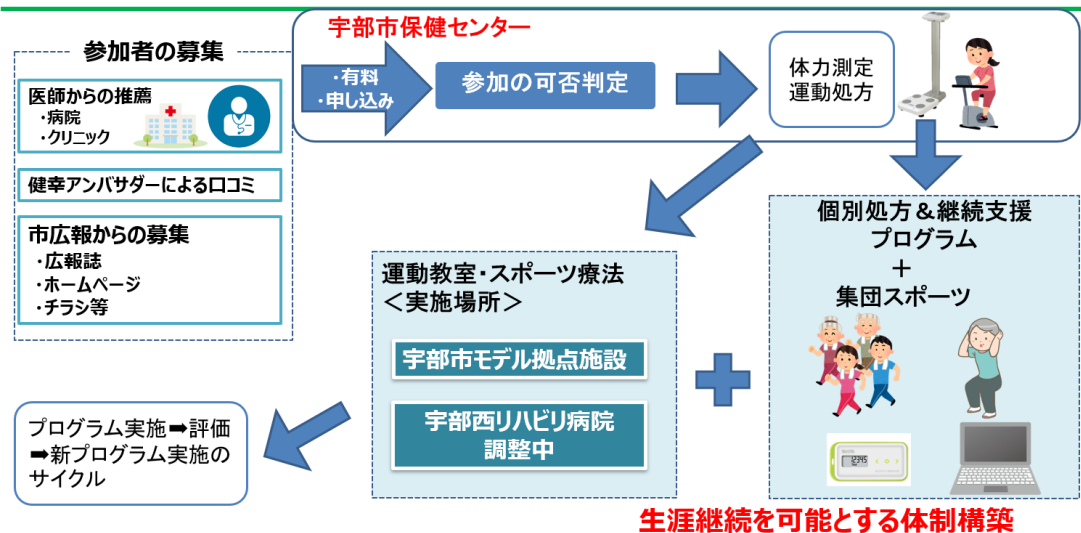 宇部市保健センター
参加者の募集
医師からの推薦
・病院
・クリニック
健幸アンバサダーによる口コミ
市広報からの募集
・広報誌
・ホームページ
・チラシ等
・有料
・申し込み
参加の可否判定
体力測定
運動処方
運動教室・スポーツ療法
＜実施場所＞
宇部市モデル拠点施設
宇部西リハビリ病院
調整中
個別処方＆継続支援
プログラム
＋
集団スポーツ
12345
プログラム実施➡評価
➡新プログラム実施の
サイクル
生涯継続を可能とする体制構築